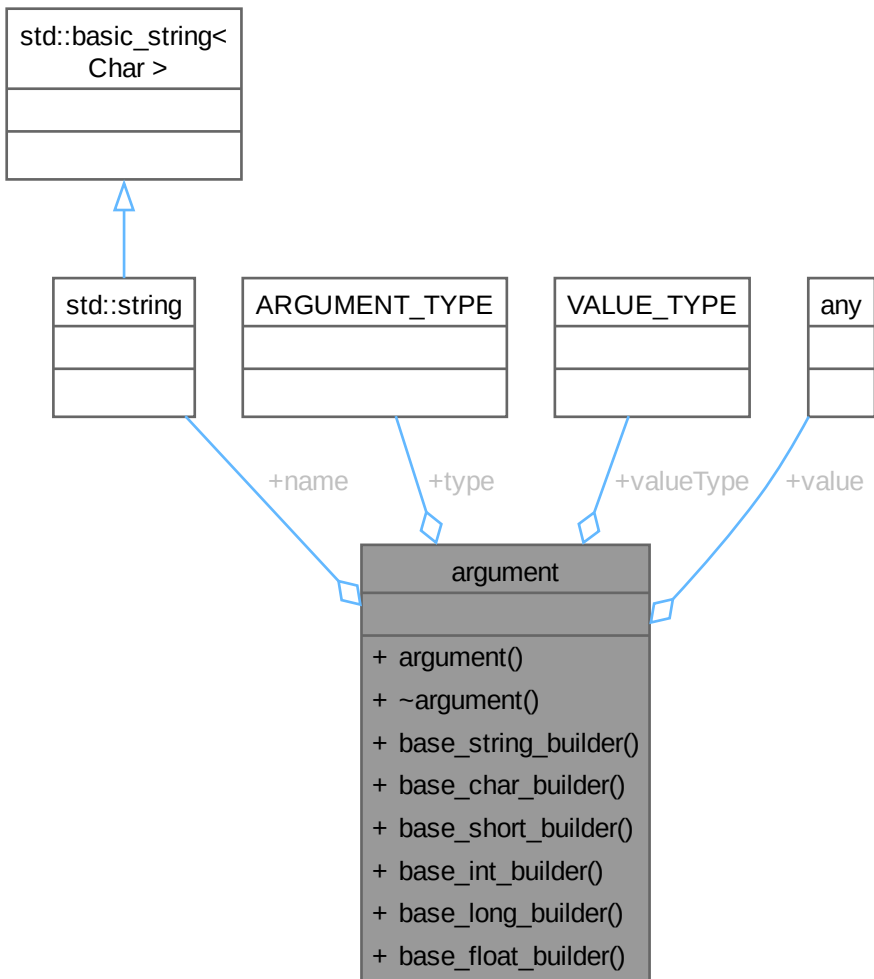 std::basic_string<
Char >
std::string
ARGUMENT_TYPE
VALUE_TYPE
any
+name
+type
+valueType
+value
argument
+ argument()
+ ~argument()
+ base_string_builder()
+ base_char_builder()
+ base_short_builder()
+ base_int_builder()
+ base_long_builder()
+ base_float_builder()